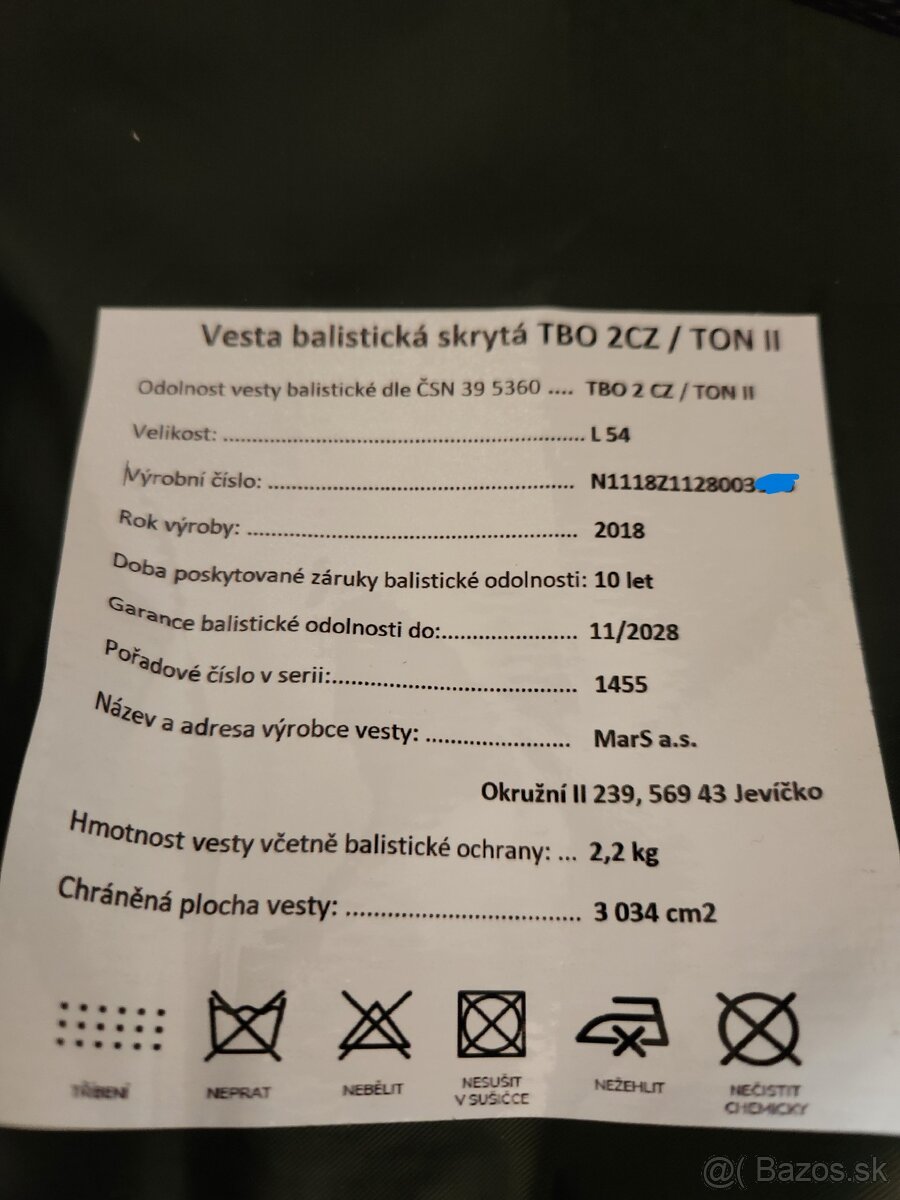 Vesta balistická skrytá TBO 2CZ / TON II
Odolnost vesty balistické dle ČSN 39 5360 .... TBO 2 CZ / TON II
Velikost: ........................................................ L 54
Výrobní číslo: ................................................ N1118Z1128003
Rok výroby: .................................................... 2018
Doba poskytované záruky balistické odolnosti: 10 let
Garance balistické odolnosti do:..................... 11/2028
Pořadové číslo v serii:..................................... 1455
Název a adresa výrobce vesty: ...................... MarS a.s.
Okružní II 239, 569 43 Jevíčko
Hmotnost vesty včetně balistické ochrany: ... 2,2 kg
Chráněná plocha vesty: ................................... 3 034 cm2
NEPRAT
NEBĚLIT
NESUŠIT
V SUŠIČCE
NEŽEHLIT
NEČISTIT
CHEMICKY
@( Bazos.sk